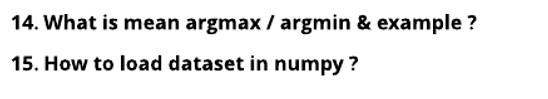 14. What is mean argmax / argmin & example ?
15. How to load dataset in numpy ?